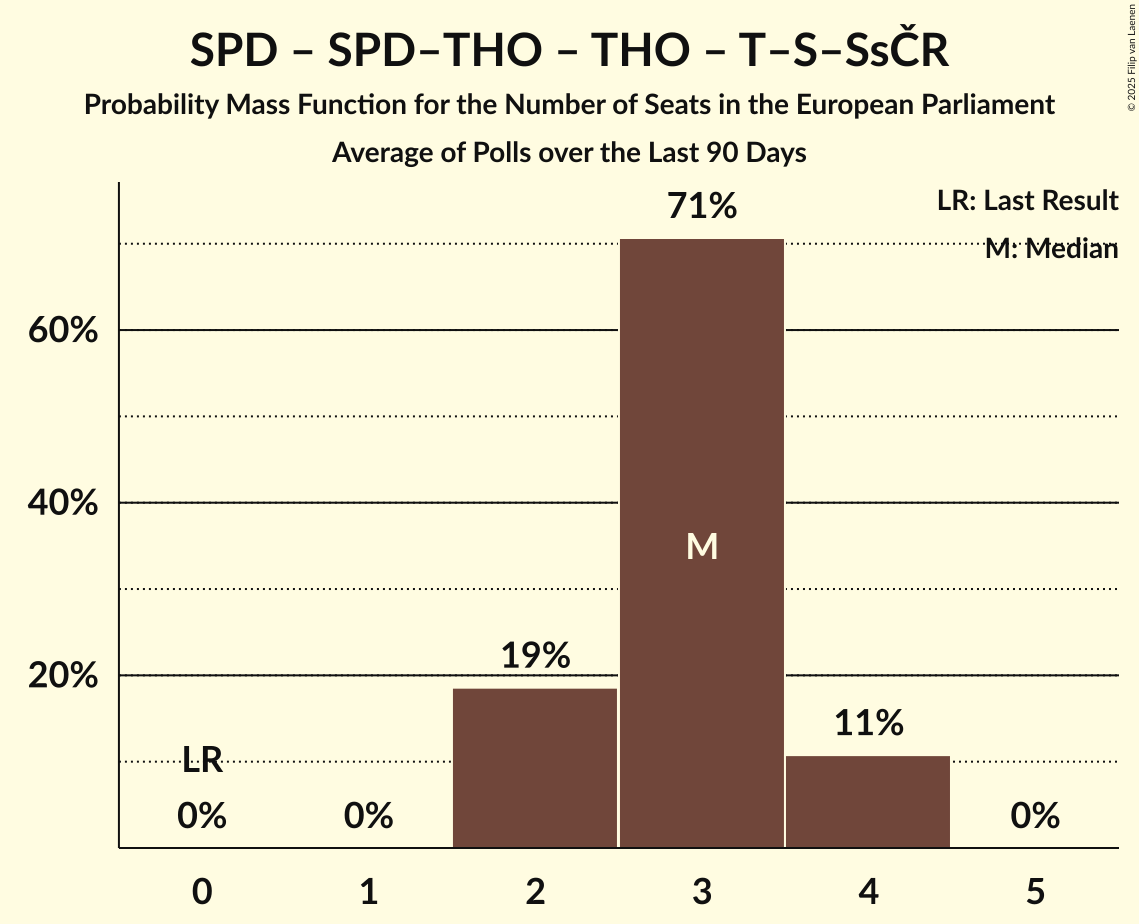 SPD – SPD–THO – THO – T–S–SsČR
Probability Mass Function for the Number of Seats in the European Parliament
Average of Polls over the Last 90 Days
© 2025 Filip van Laenen
LR: Last Result
M: Median
60%
40%
20%
LR
0%
0%
19%
71%
M
11%
0%
0
1
2
3
4
5